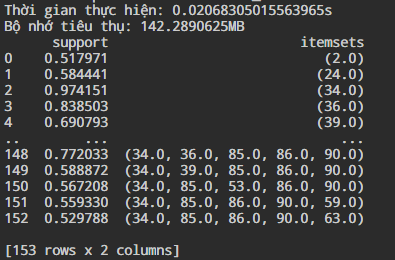 Thời gian thực hiện: 0.02068305015563965s
Bộ nhớ tiêu thụ: 142.2890625MB
      support                        itemsets
0    0.517971                           (2.0)
1    0.584441                          (24.0)
2    0.974151                          (34.0)
3    0.838503                          (36.0)
4    0.690793                          (39.0)
..        ...                             ...
148  0.772033  (34.0, 36.0, 85.0, 86.0, 90.0)
149  0.588872  (34.0, 39.0, 85.0, 86.0, 90.0)
150  0.567208  (34.0, 85.0, 53.0, 86.0, 90.0)
151  0.559330  (34.0, 85.0, 86.0, 90.0, 59.0)
152  0.529788  (34.0, 85.0, 86.0, 90.0, 63.0)

[153 rows x 2 columns]